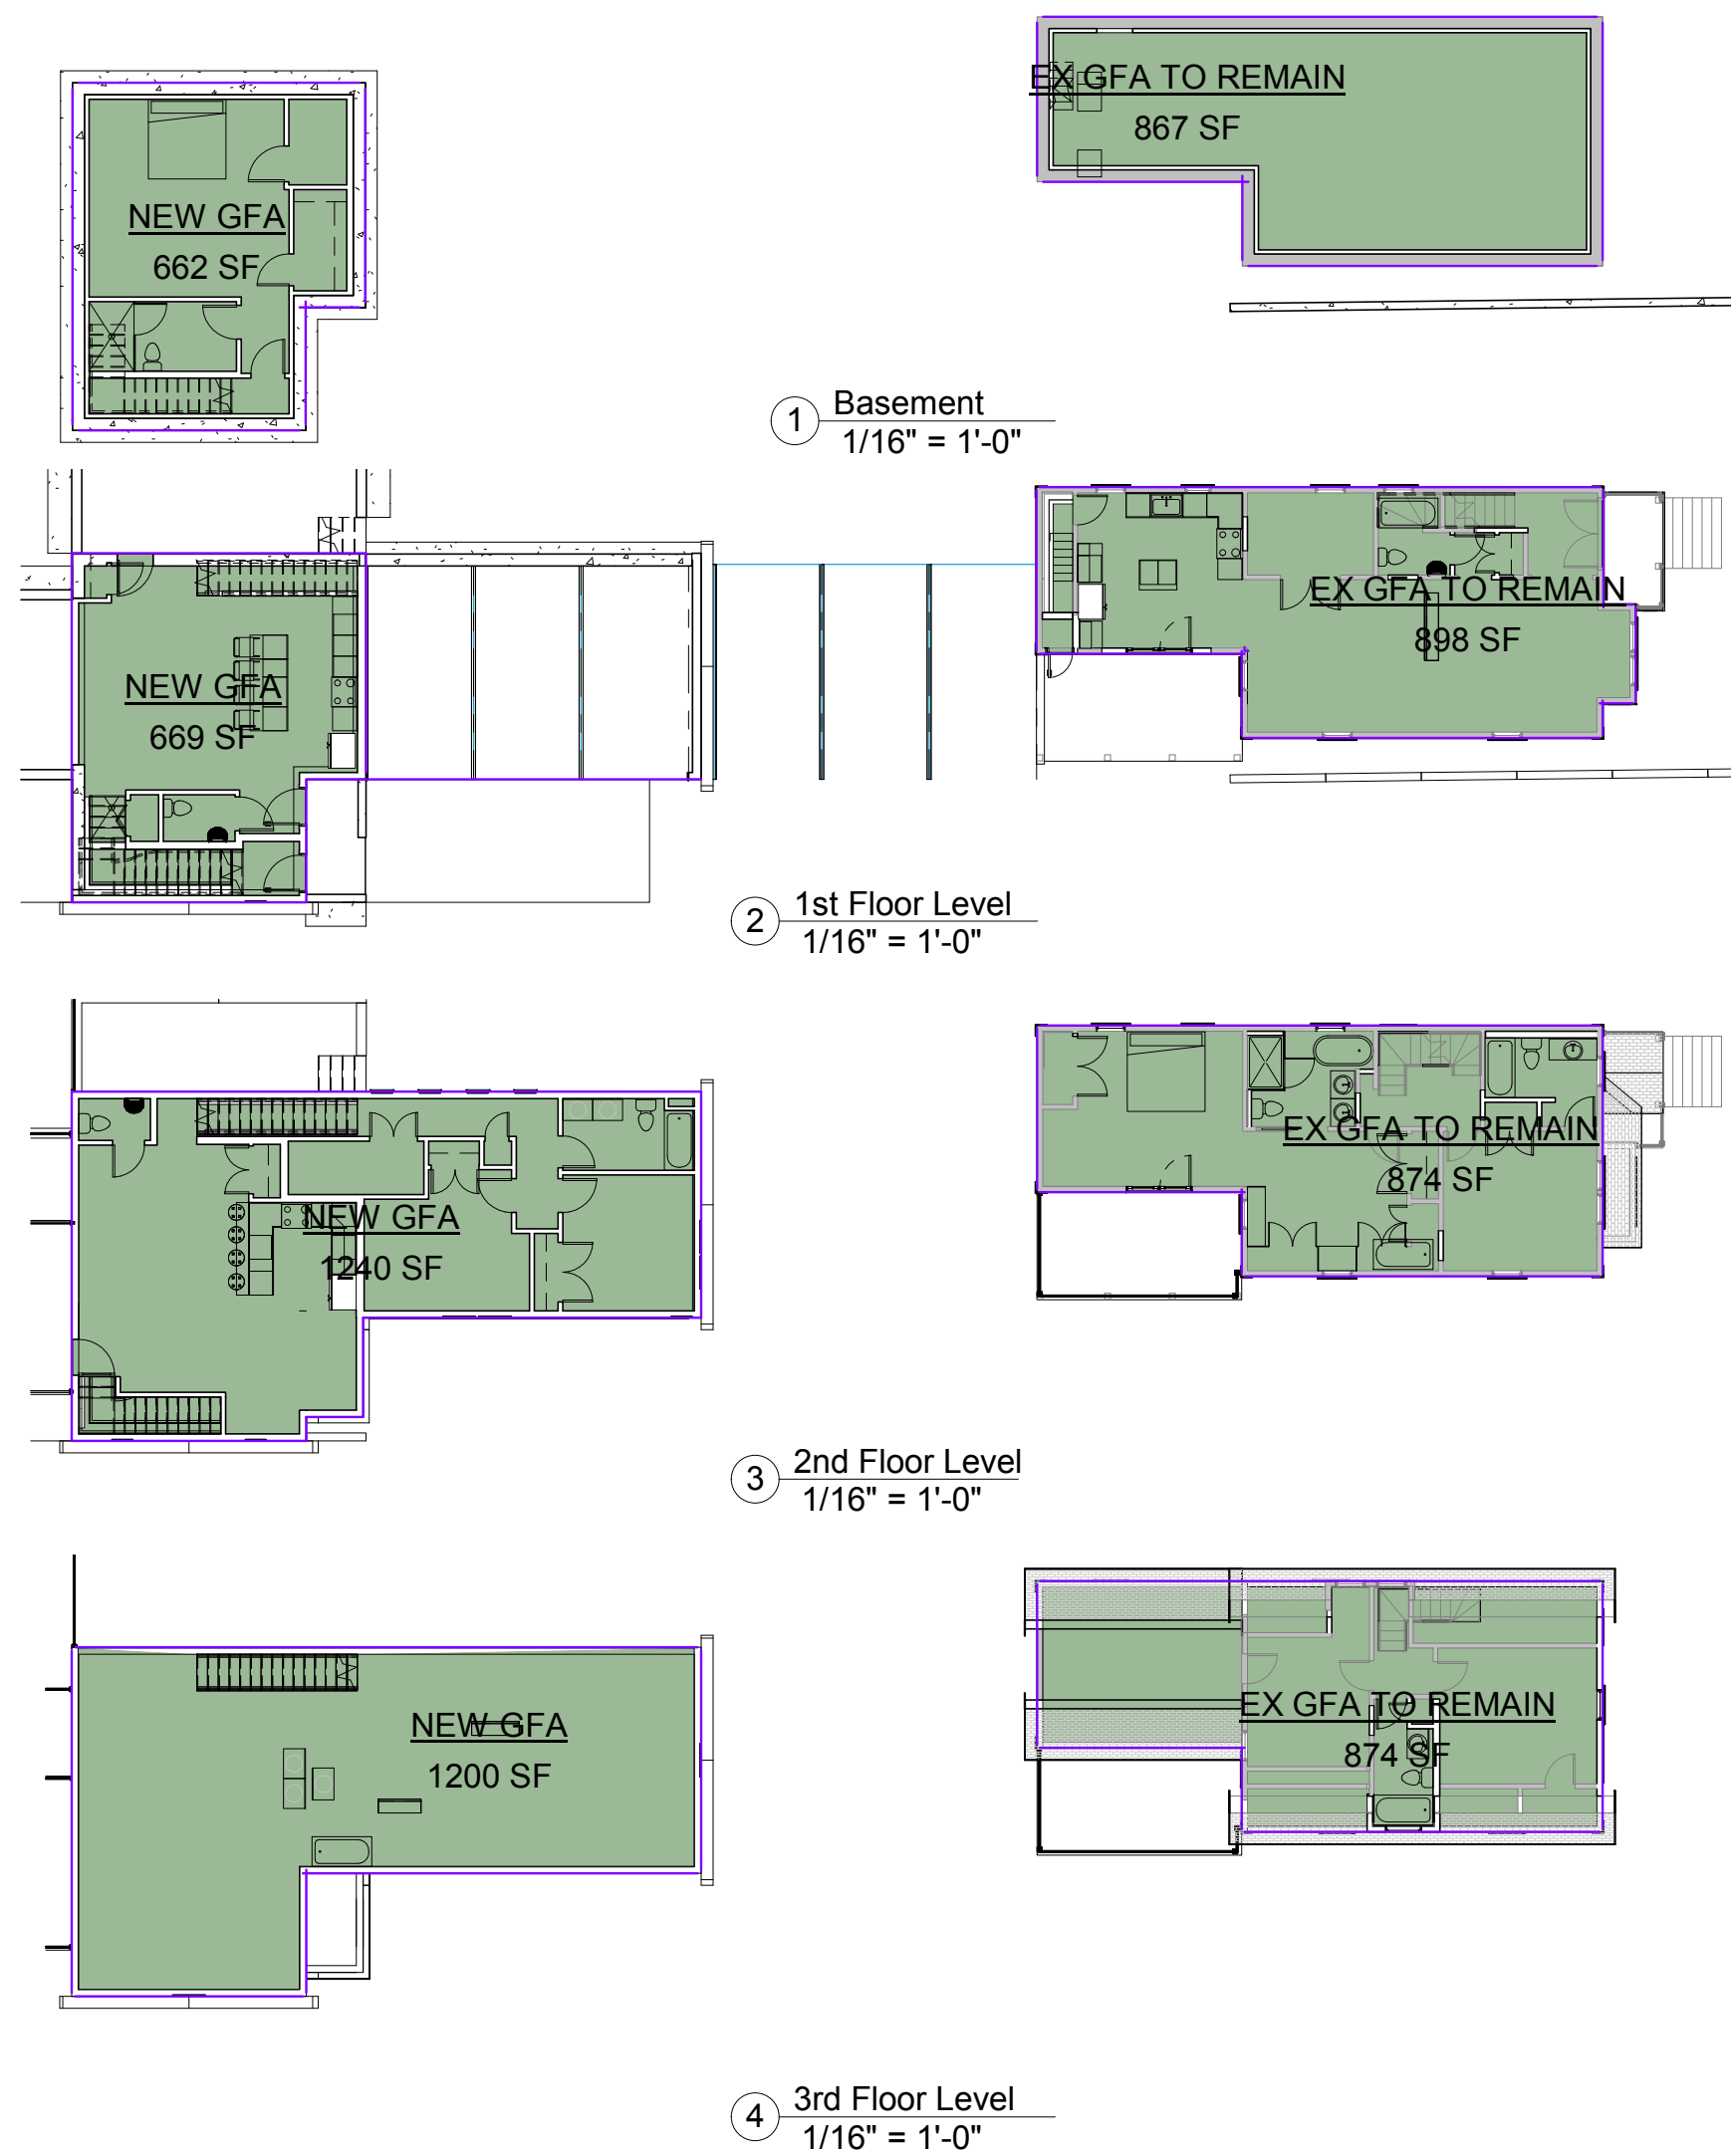 EX GFA TO REMAIN
867 SF
NEW GFA
662 SF
1
Basement
1/16" = 1'-0"
EX GFA TO REMAIN
898 SF
NEW GFA
669 SF
2
1st Floor Level
1/16" = 1'-0"
EX GFA TO REMAIN
874 SF
NEW GFA
1240 SF
3
2nd Floor Level
1/16" = 1'-0"
EX GFA TO REMAIN
874 SF
NEW GFA
1200 SF
4
3rd Floor Level
1/16" = 1'-0"